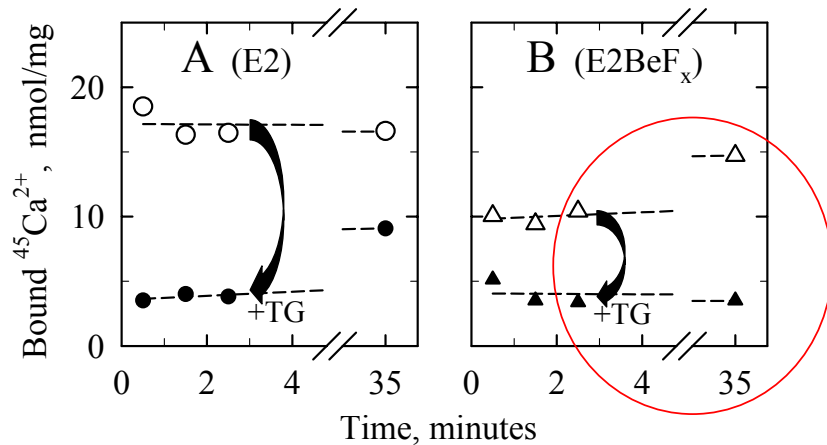 A (E2)
B (E2BeFₓ)
Bound ⁴⁵Ca²⁺, nmol/mg
20
10
0
+TG
+TG
0 2 4 35
0 2 4 35
Time, minutes